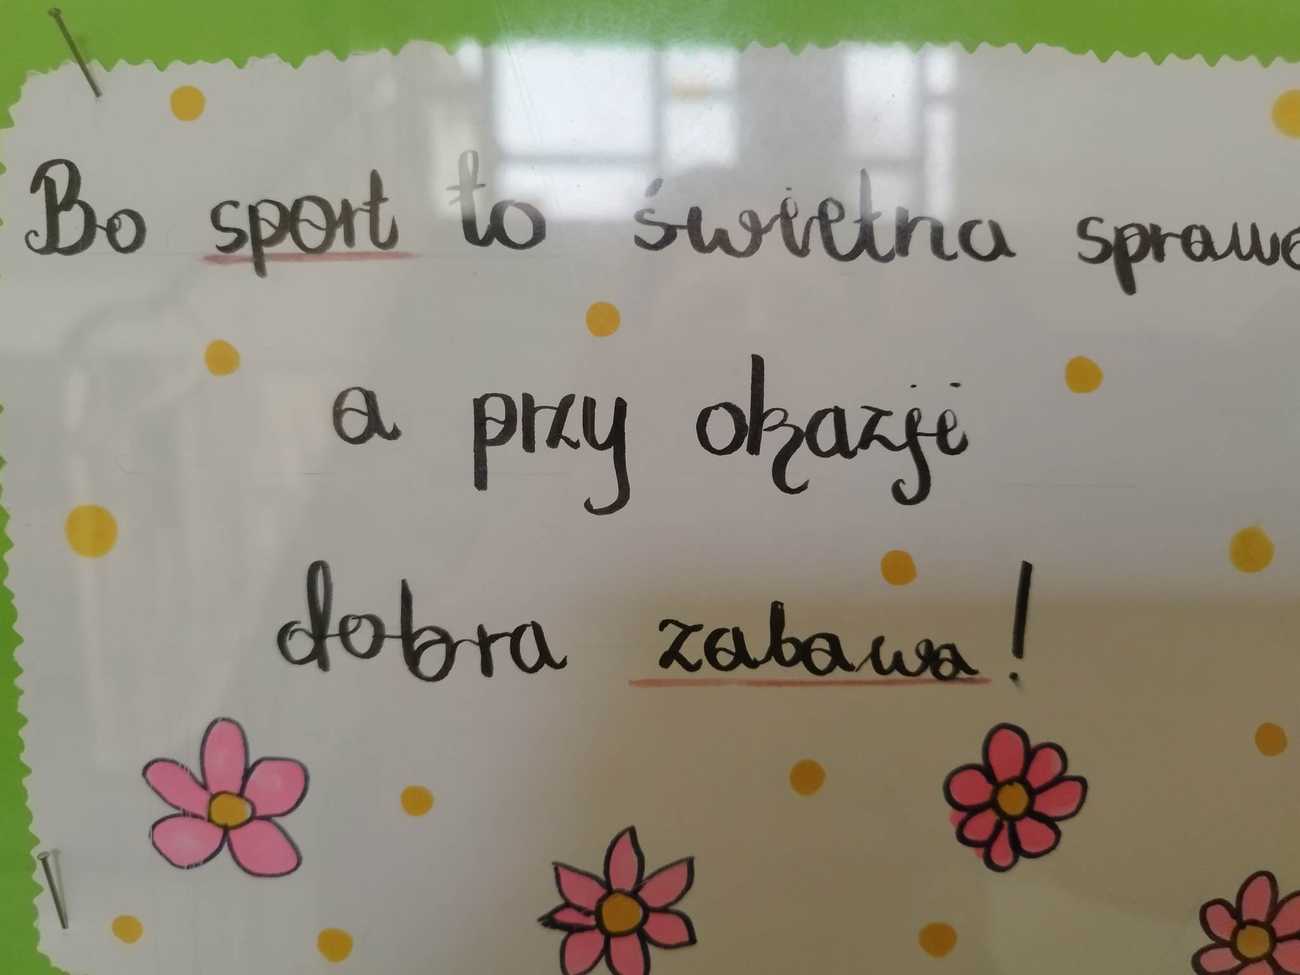 Bo sport to świetna sprawa
a przy okazji
dobra zabawa!